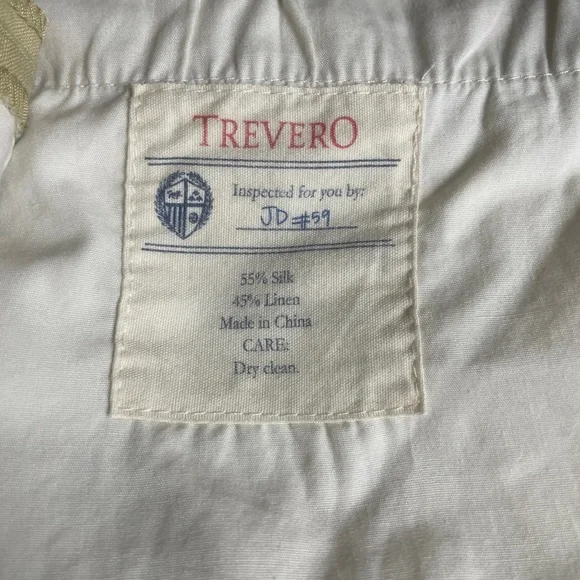 TREVERO
Inspected for you by:
JD #59
55% Silk
45% Linen
Made in China
CARE:
Dry clean.